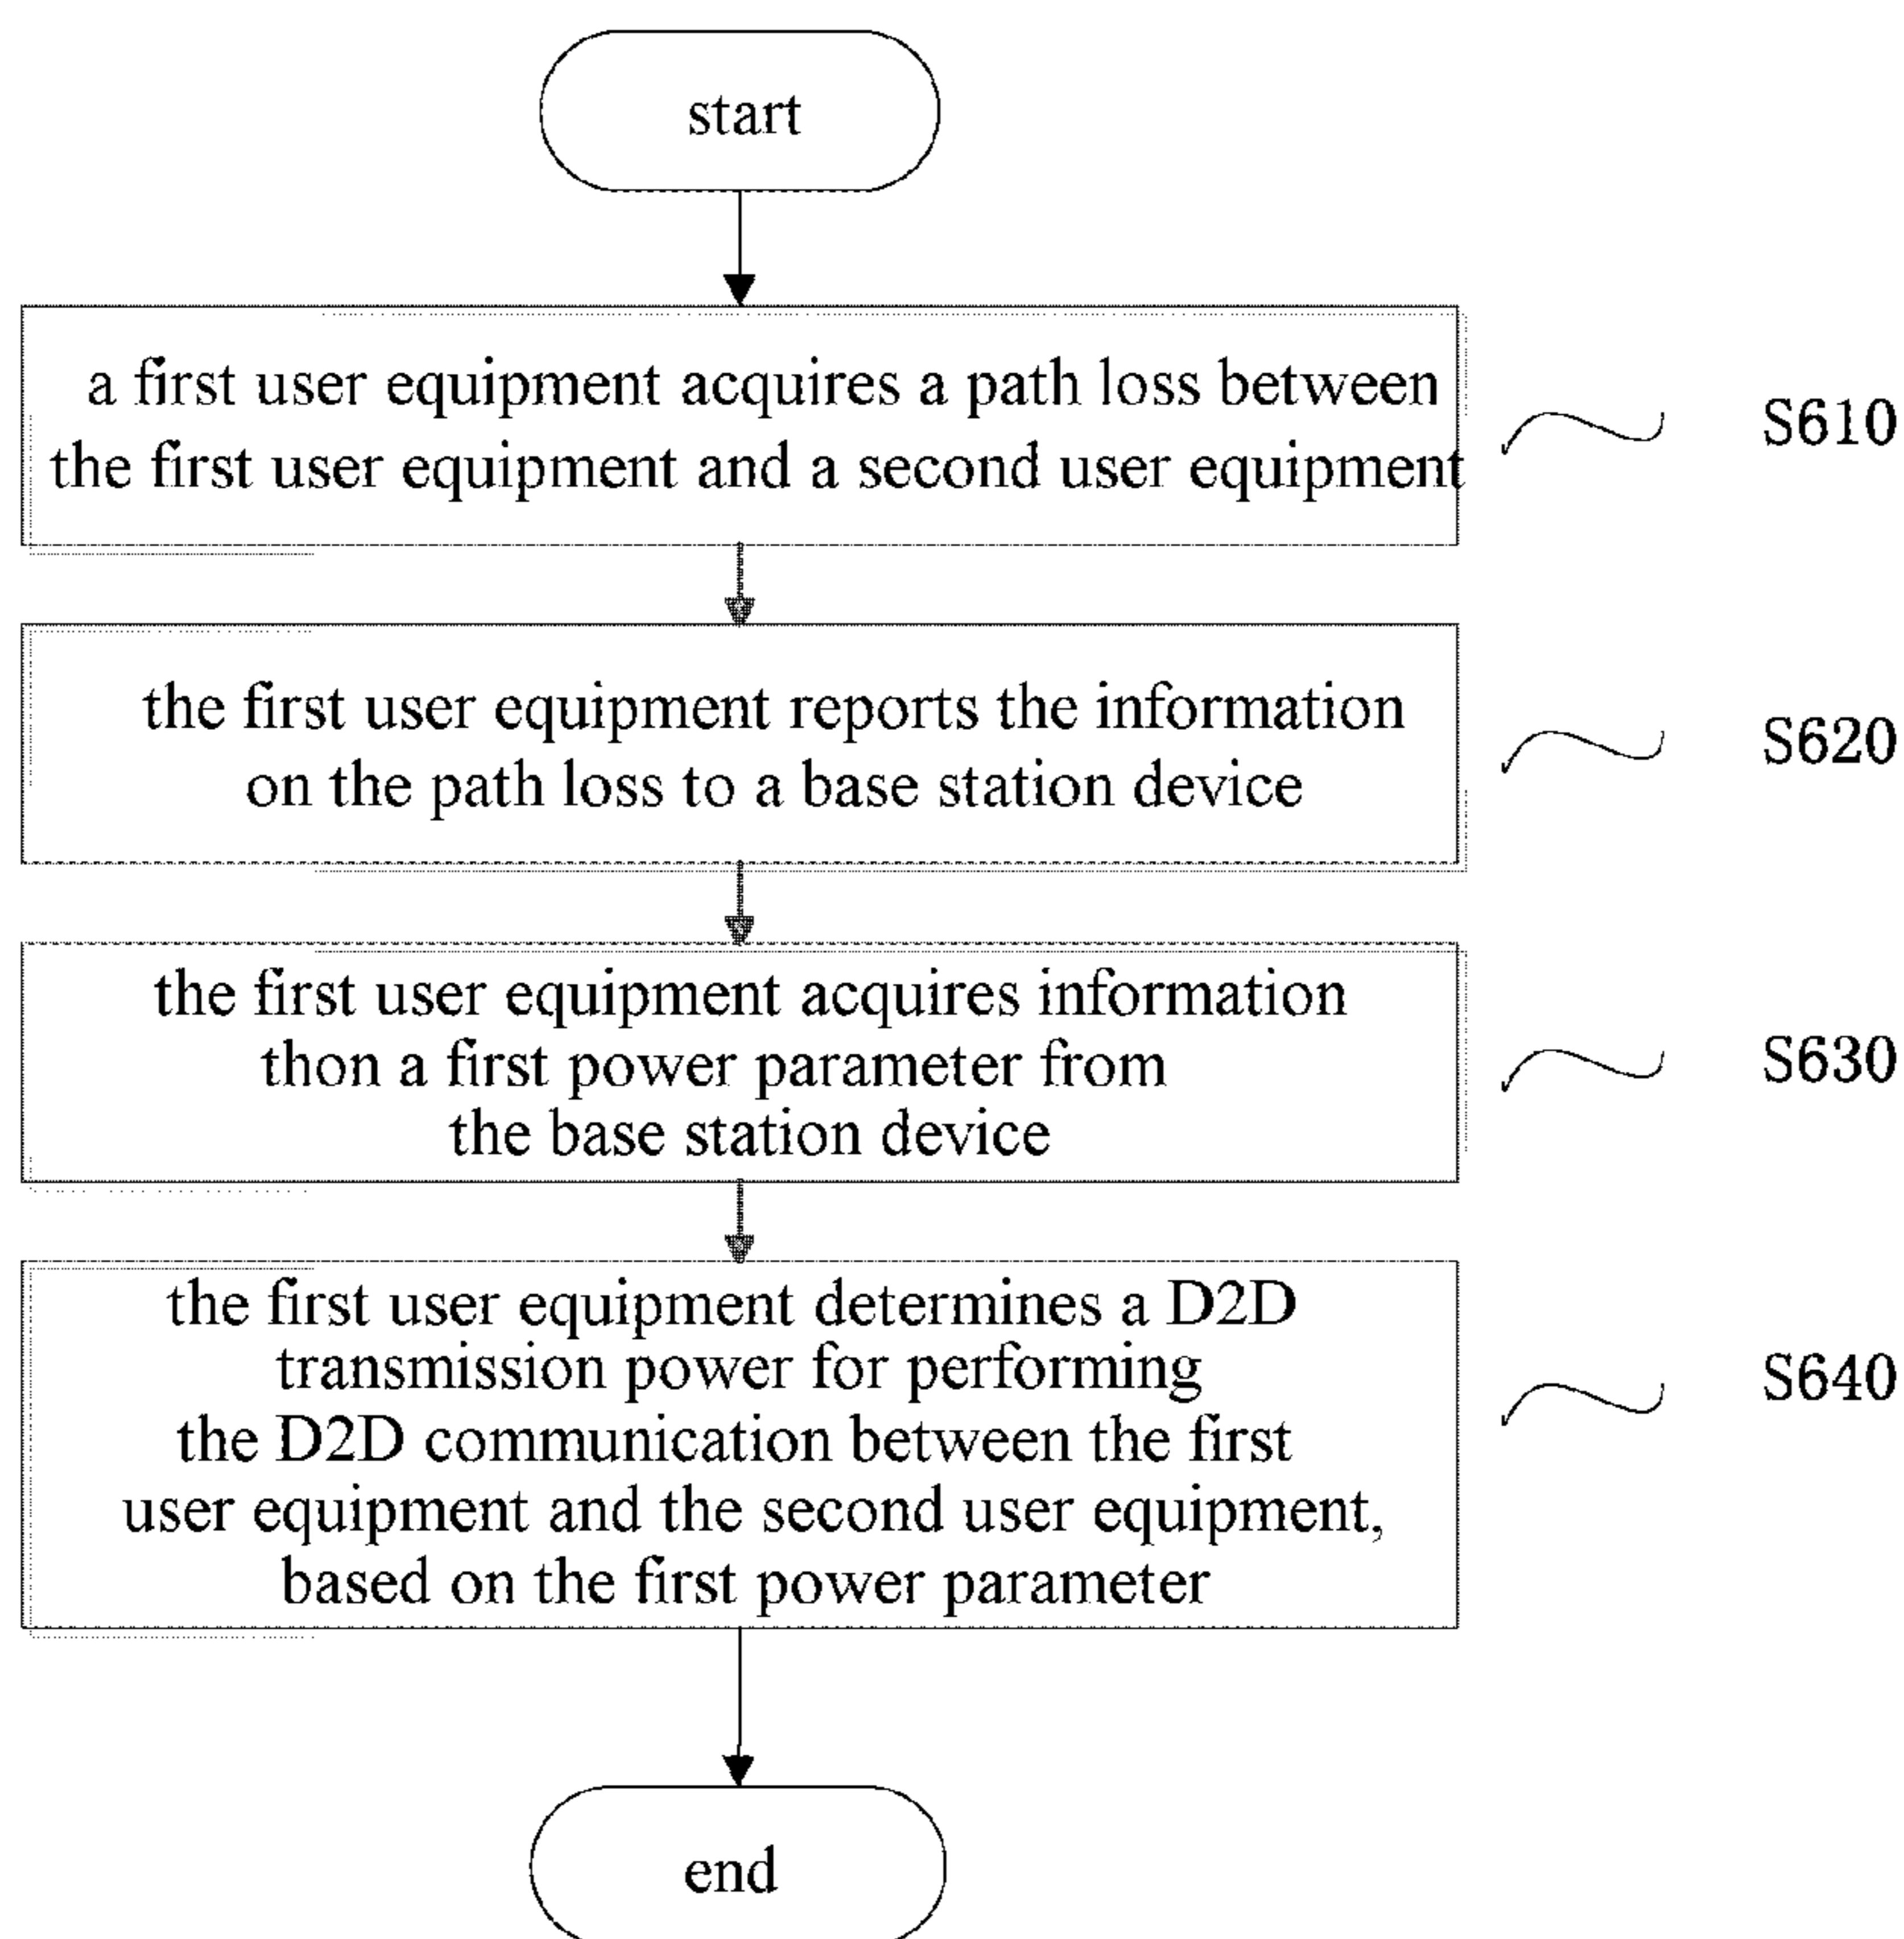 start
a first user equipment acquires a path loss between
the first user equipment and a second user equipment
S610
the first user equipment reports the information
on the path loss to a base station device
S620
the first user equipment acquires information
thon a first power parameter from
the base station device
S630
the first user equipment determines a D2D
transmission power for performing
the D2D communication between the first
user equipment and the second user equipment,
based on the first power parameter
S640
end